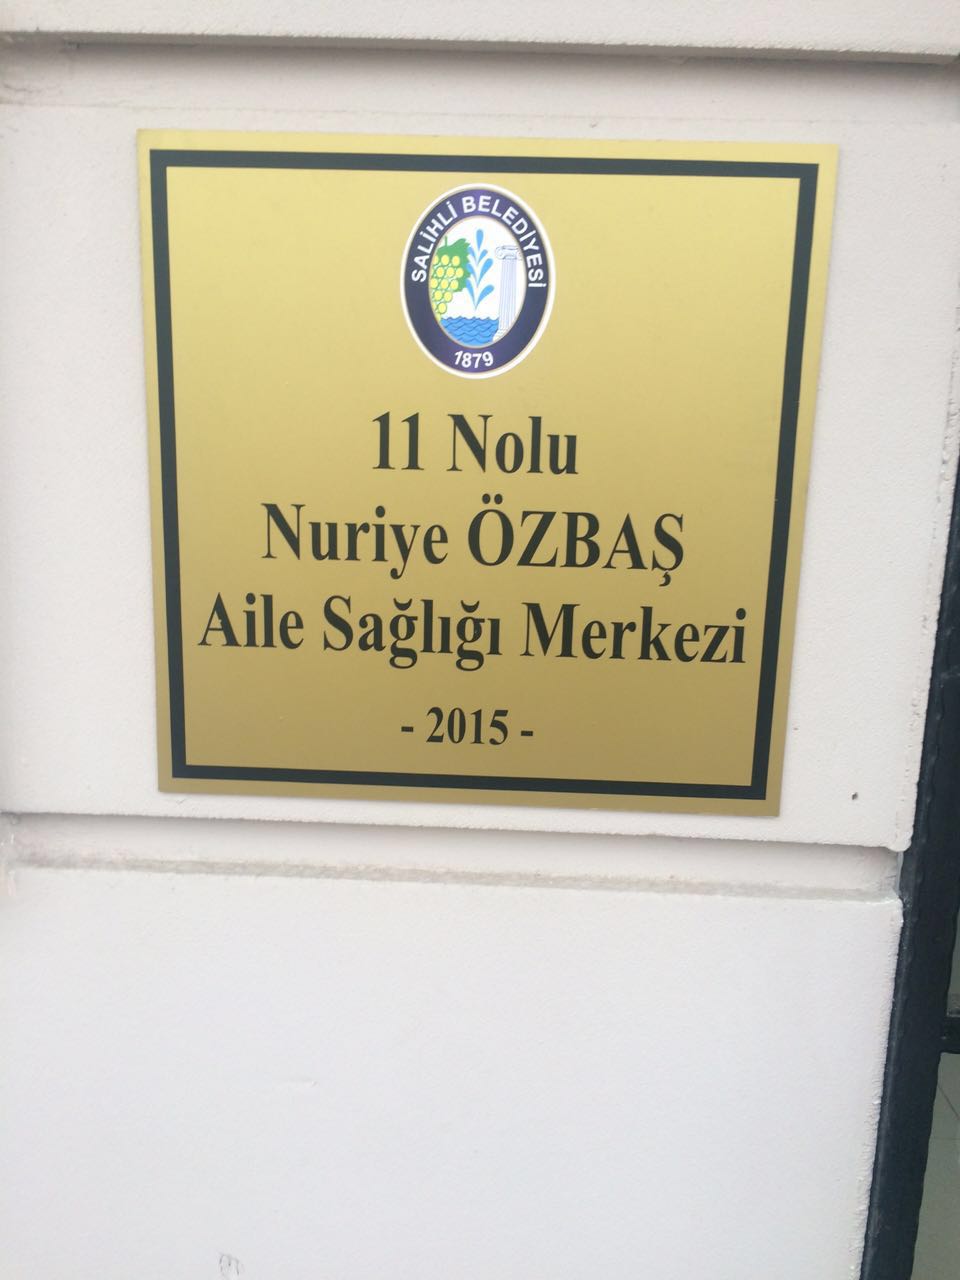 SALİHLİ BELEDİYESİ
1879
11 Nolu
Nuriye ÖZBAŞ
Aile Sağlığı Merkezi
- 2015 -